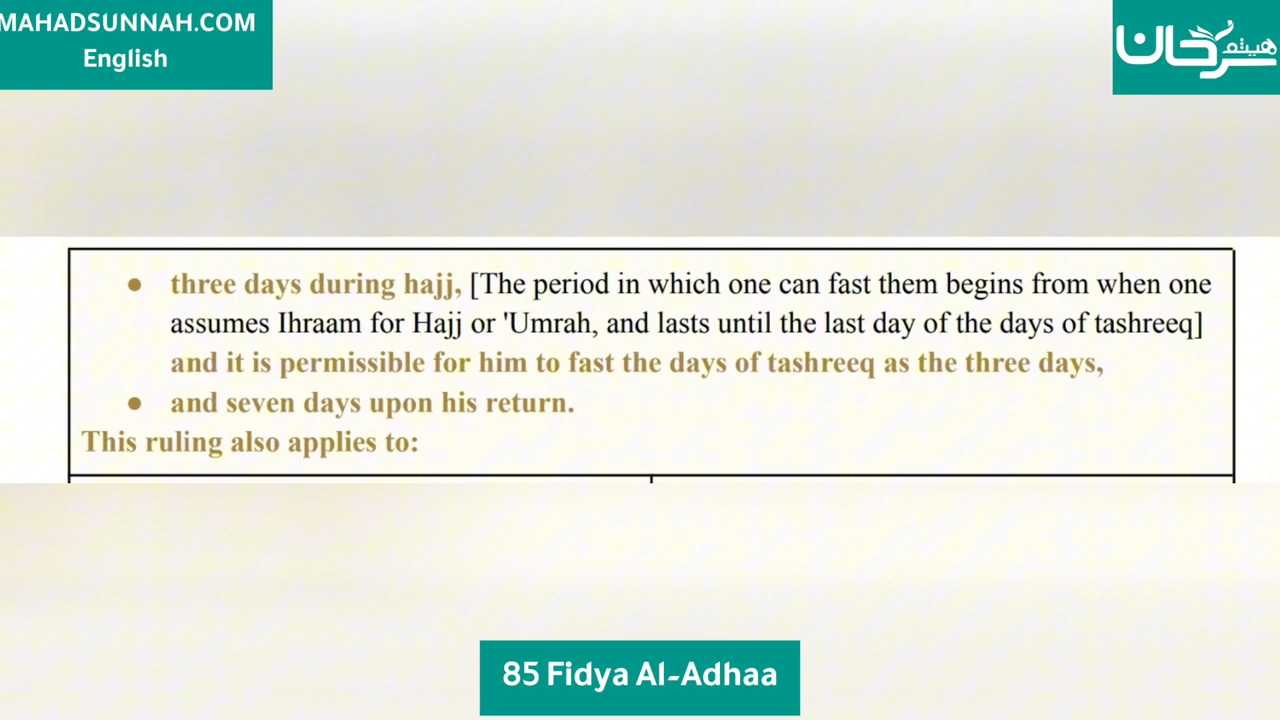 MAHADSUNNAH.COM
English
هيثم
سرحان
● three days during hajj, [The period in which one can fast them begins from when one
assumes Ihraam for Hajj or 'Umrah, and lasts until the last day of the days of tashreeq]
and it is permissible for him to fast the days of tashreeq as the three days,
● and seven days upon his return.
This ruling also applies to:
85 Fidya Al-Adhaa